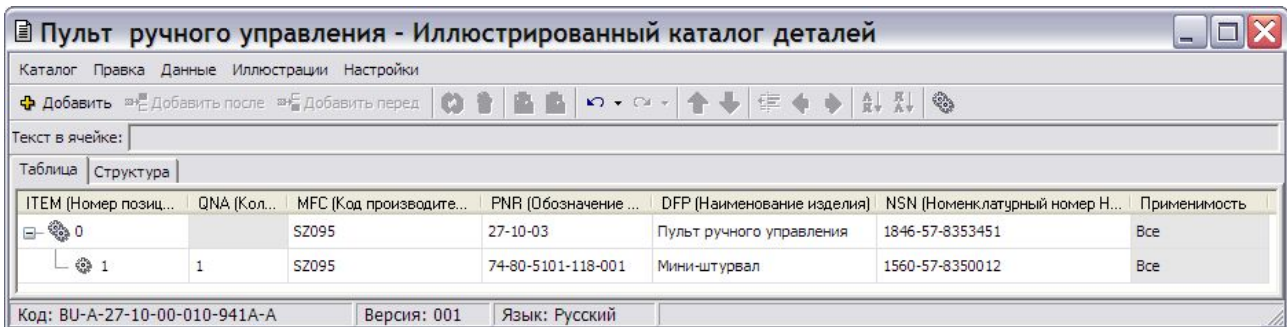 Пульт ручного управления - Иллюстрированный каталог деталей
Каталог Правка Данные Иллюстрации Настройки
Добавить Добавить после Добавить перед
Текст в ячейке:
Таблица Структура
ITEM (Номер позиц... QNA (Кол... MFC (Код производите... PNR (Обозначение ... DFP (Наименование изделия) NSN (Номенклатурный номер Н... Применимость
0 SZ095 27-10-03 Пульт ручного управления 1846-57-8353451 Все
1 1 SZ095 74-80-5101-118-001 Мини-штурвал 1560-57-8350012 Все
Код: BU-A-27-10-00-010-941A-A Версия: 001 Язык: Русский